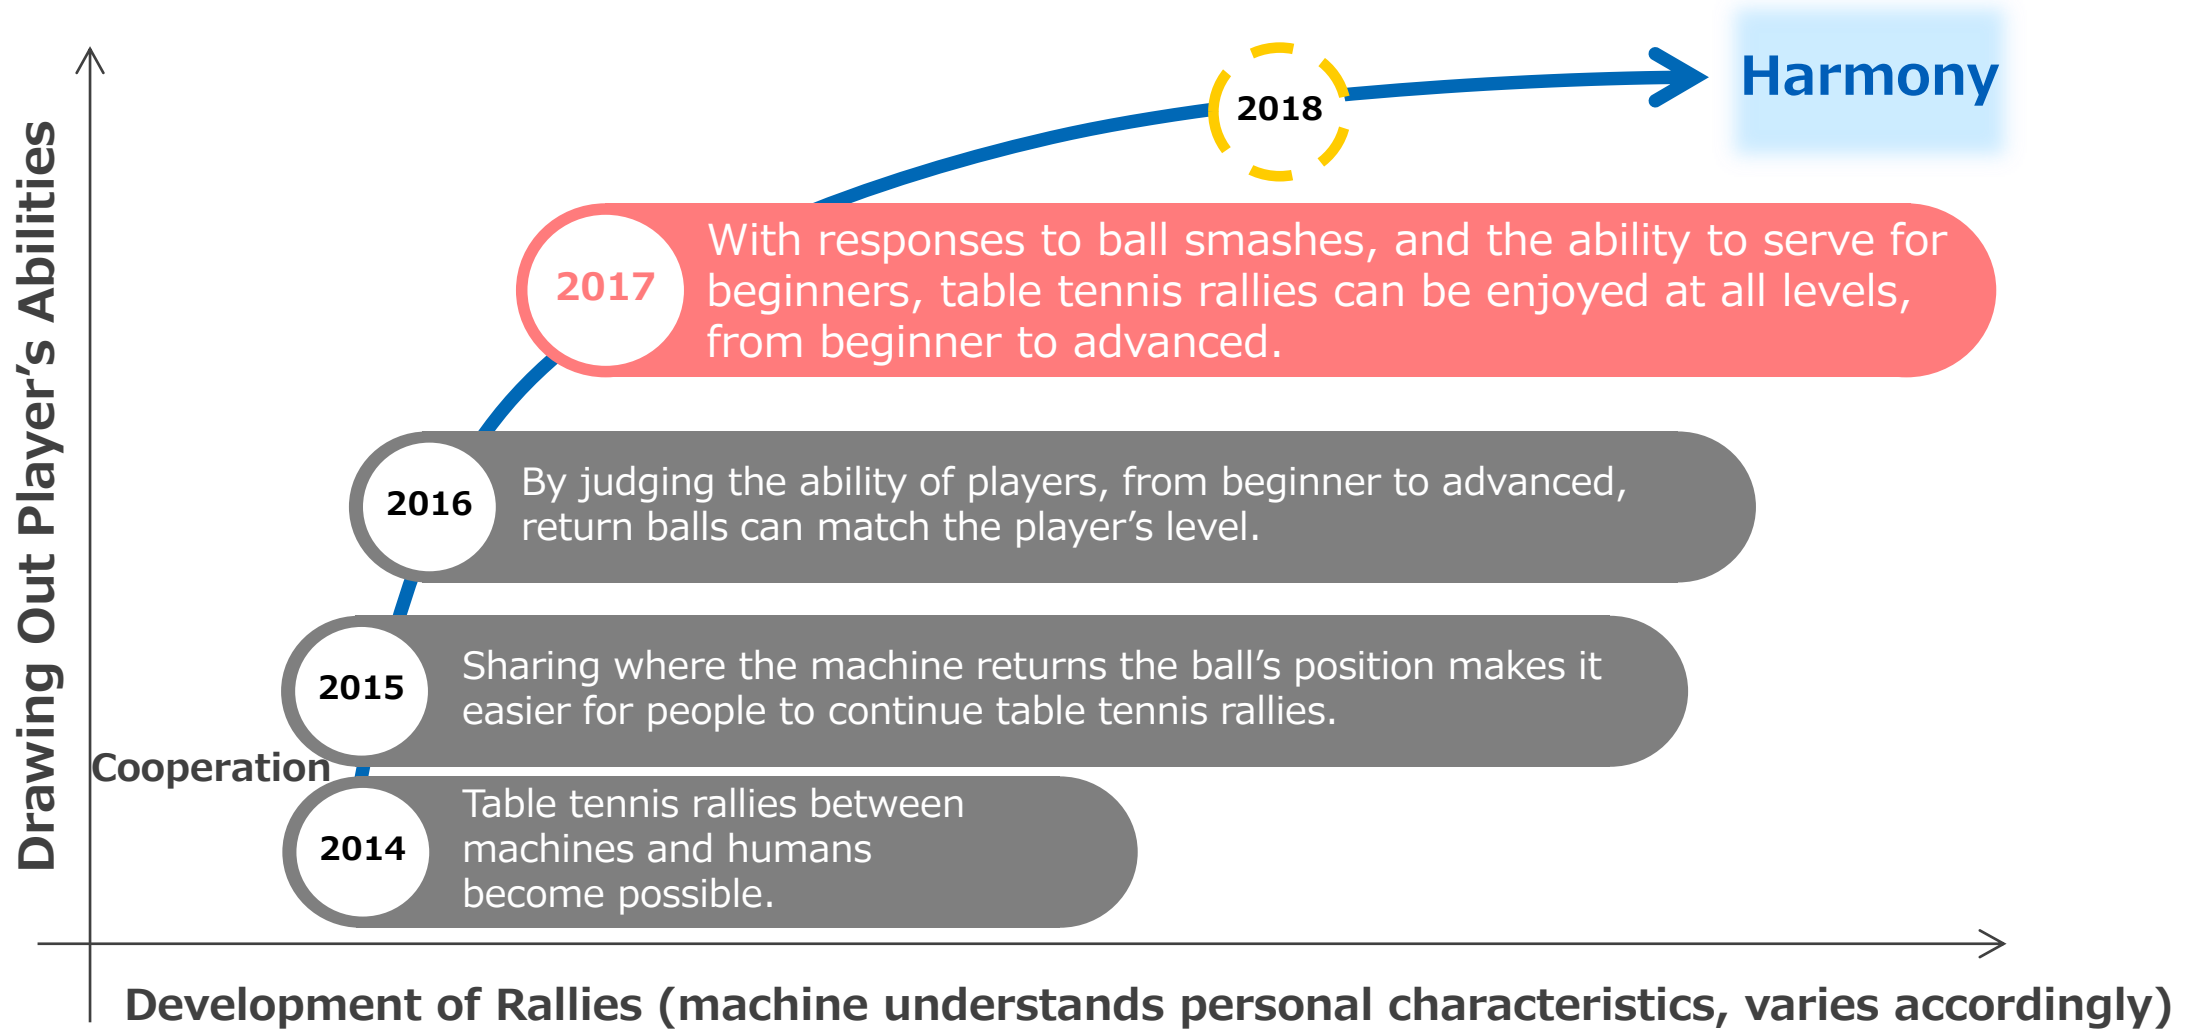 Harmony
2018
Drawing Out Player’s Abilities
2017
With responses to ball smashes, and the ability to serve for
beginners, table tennis rallies can be enjoyed at all levels,
from beginner to advanced.
2016
By judging the ability of players, from beginner to advanced,
return balls can match the player’s level.
2015
Sharing where the machine returns the ball’s position makes it
easier for people to continue table tennis rallies.
Cooperation
2014
Table tennis rallies between
machines and humans
become possible.
Development of Rallies (machine understands personal characteristics, varies accordingly)